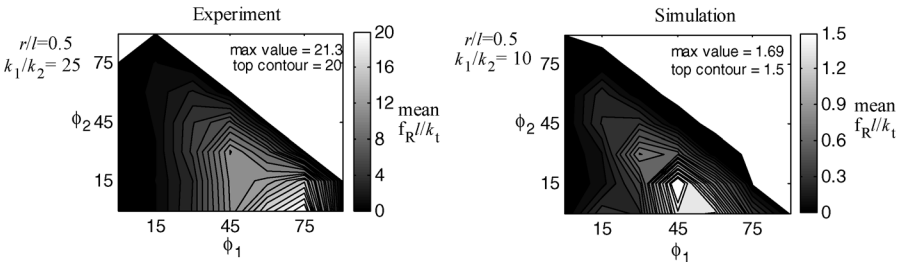 Experiment
r/l=0.5
k1/k2= 25
max value = 21.3
top contour = 20
75
45
15
ϕ2
15
45
75
ϕ1
20
16
12
8
4
0
mean
fRl/kt
Simulation
r/l=0.5
k1/k2= 10
max value = 1.69
top contour = 1.5
75
45
15
ϕ2
15
45
75
ϕ1
1.5
1.2
0.9
0.6
0.3
0
mean
fRl/kt